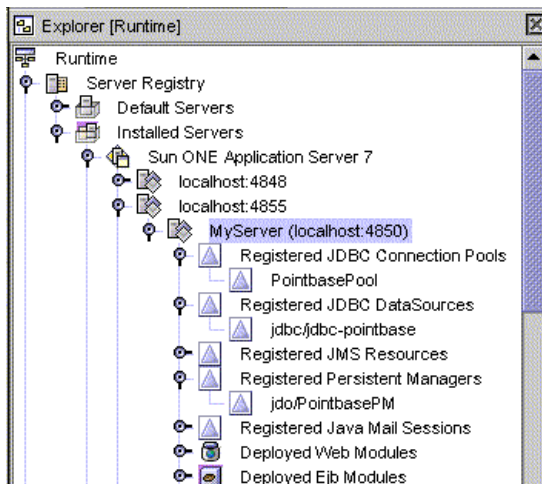 Explorer [Runtime]
Runtime
Server Registry
Default Servers
Installed Servers
Sun ONE Application Server 7
localhost:4848
localhost:4855
MyServer (localhost:4850)
Registered JDBC Connection Pools
PointbasePool
Registered JDBC DataSources
jdbc/jdbc-pointbase
Registered JMS Resources
Registered Persistent Managers
jdo/PointbasePM
Registered Java Mail Sessions
Deployed Web Modules
Deployed Ejb Modules